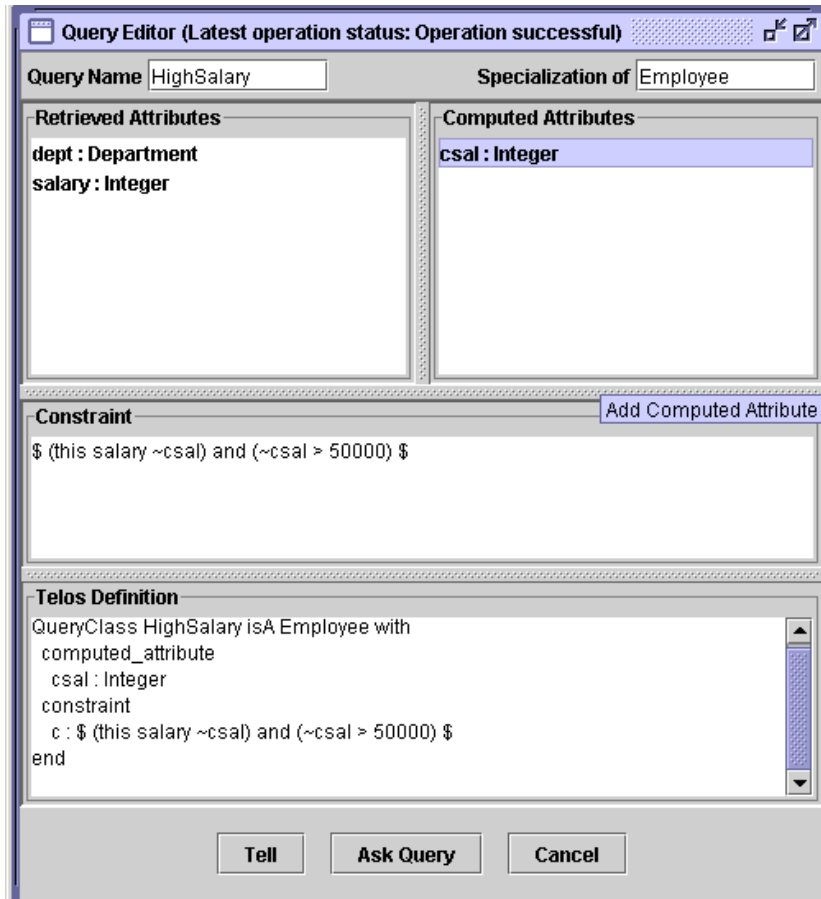 Query Editor (Latest operation status: Operation successful)
Query Name HighSalary Specialization of Employee
Retrieved Attributes
dept : Department
salary : Integer
Computed Attributes
csal : Integer
Add Computed Attribute
Constraint
$ (this salary ~csal) and (~csal > 50000) $
Telos Definition
QueryClass HighSalary isA Employee with
computed_attribute
csal : Integer
constraint
c : $ (this salary ~csal) and (~csal > 50000) $
end
Tell Ask Query Cancel